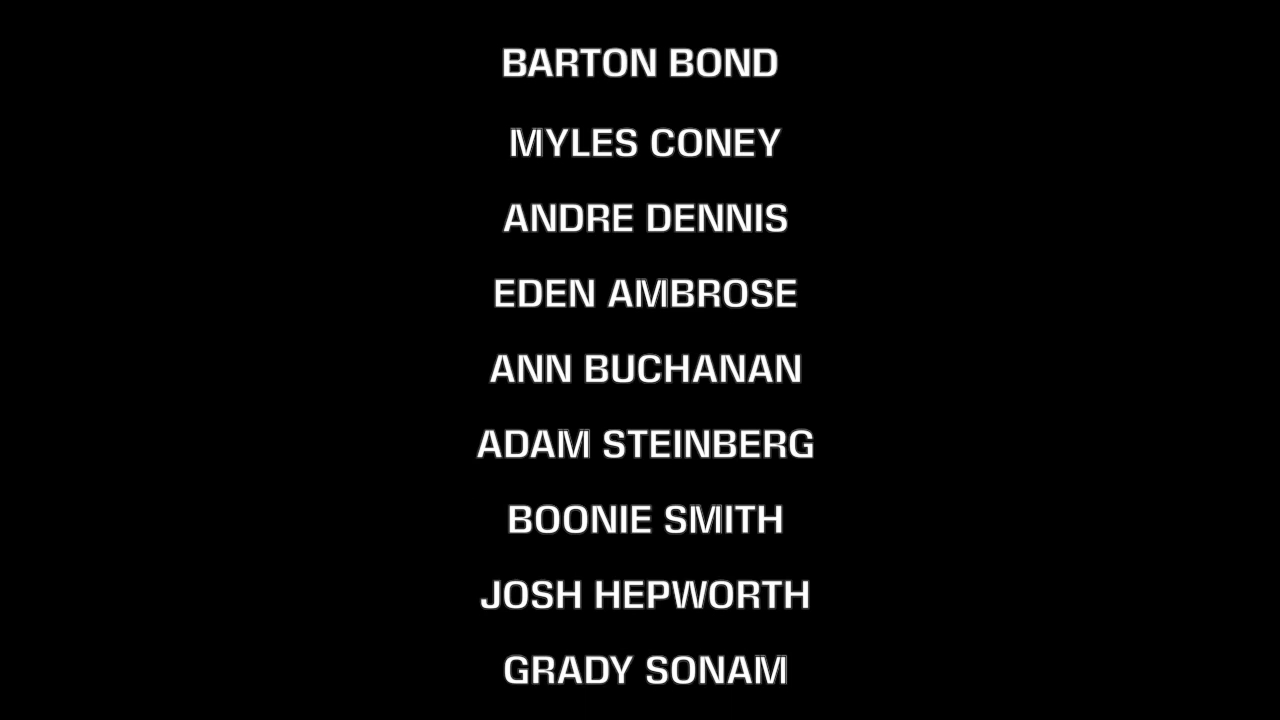 BARTON BOND
MYLES CONEY
ANDRE DENNIS
EDEN AMBROSE
ANN BUCHANAN
ADAM STEINBERG
BOONIE SMITH
JOSH HEPWORTH
GRADY SONAM